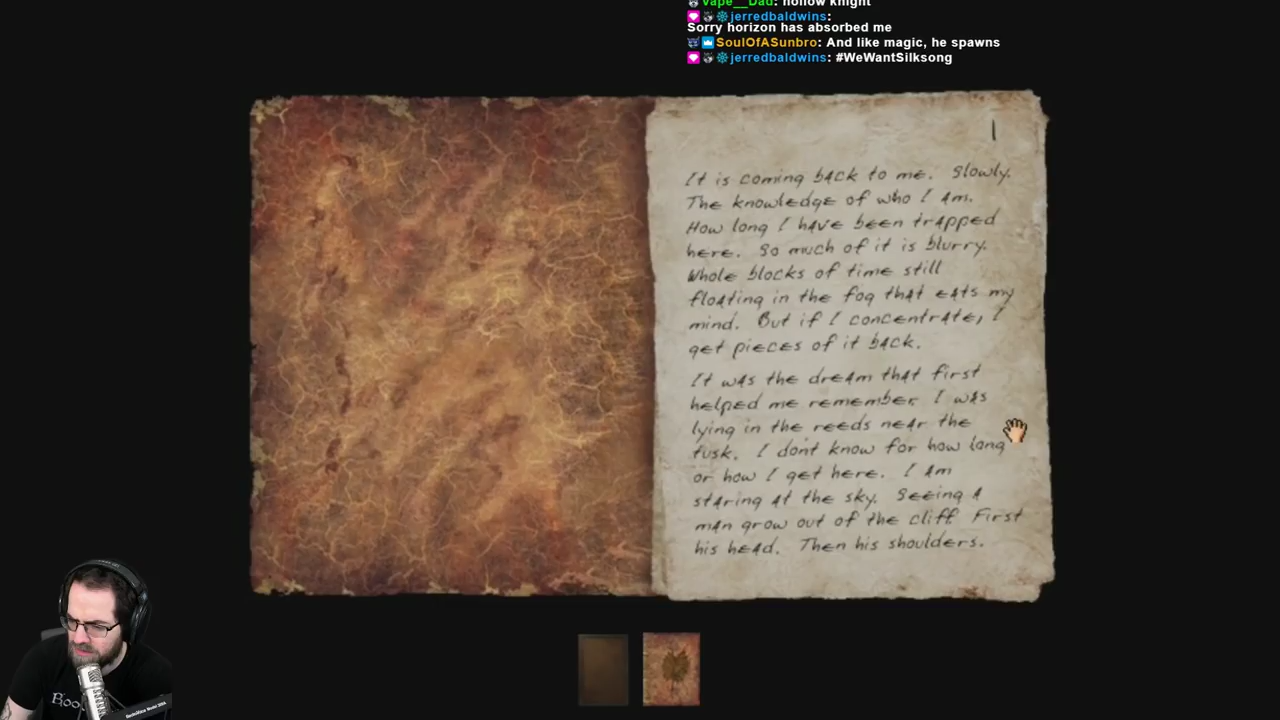 Vape__Dad: hollow knight
jerredbaldwins:
Sorry horizon has absorbed me
SoulOfASunbro: And like magic, he spawns
jerredbaldwins: #WeWantSilksong
1
It is coming back to me. Slowly.
The knowledge of who I am.
How long I have been trapped
here. So much of it is blurry.
Whole blocks of time still
floating in the fog that eats my
mind. But if I concentrate, I
get pieces of it back.
It was the dream that first
helped me remember. I was
lying in the reeds near the
tusk. I don't know for how long
or how I get here. I am
staring at the sky. Seeing a
man grow out of the cliff. First
his head. Then his shoulders.